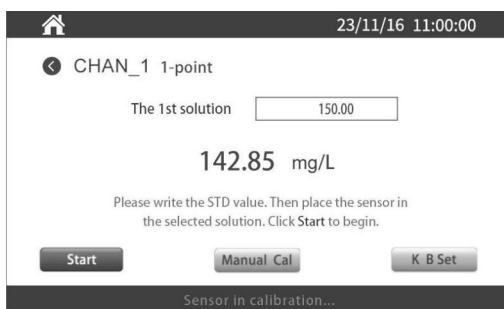 23/11/16 11:00:00
CHAN_1 1-point
The 1st solution 150.00
142.85 mg/L
Please write the STD value. Then place the sensor in
the selected solution. Click Start to begin.
Start Manual Cal K B Set
Sensor in calibration...